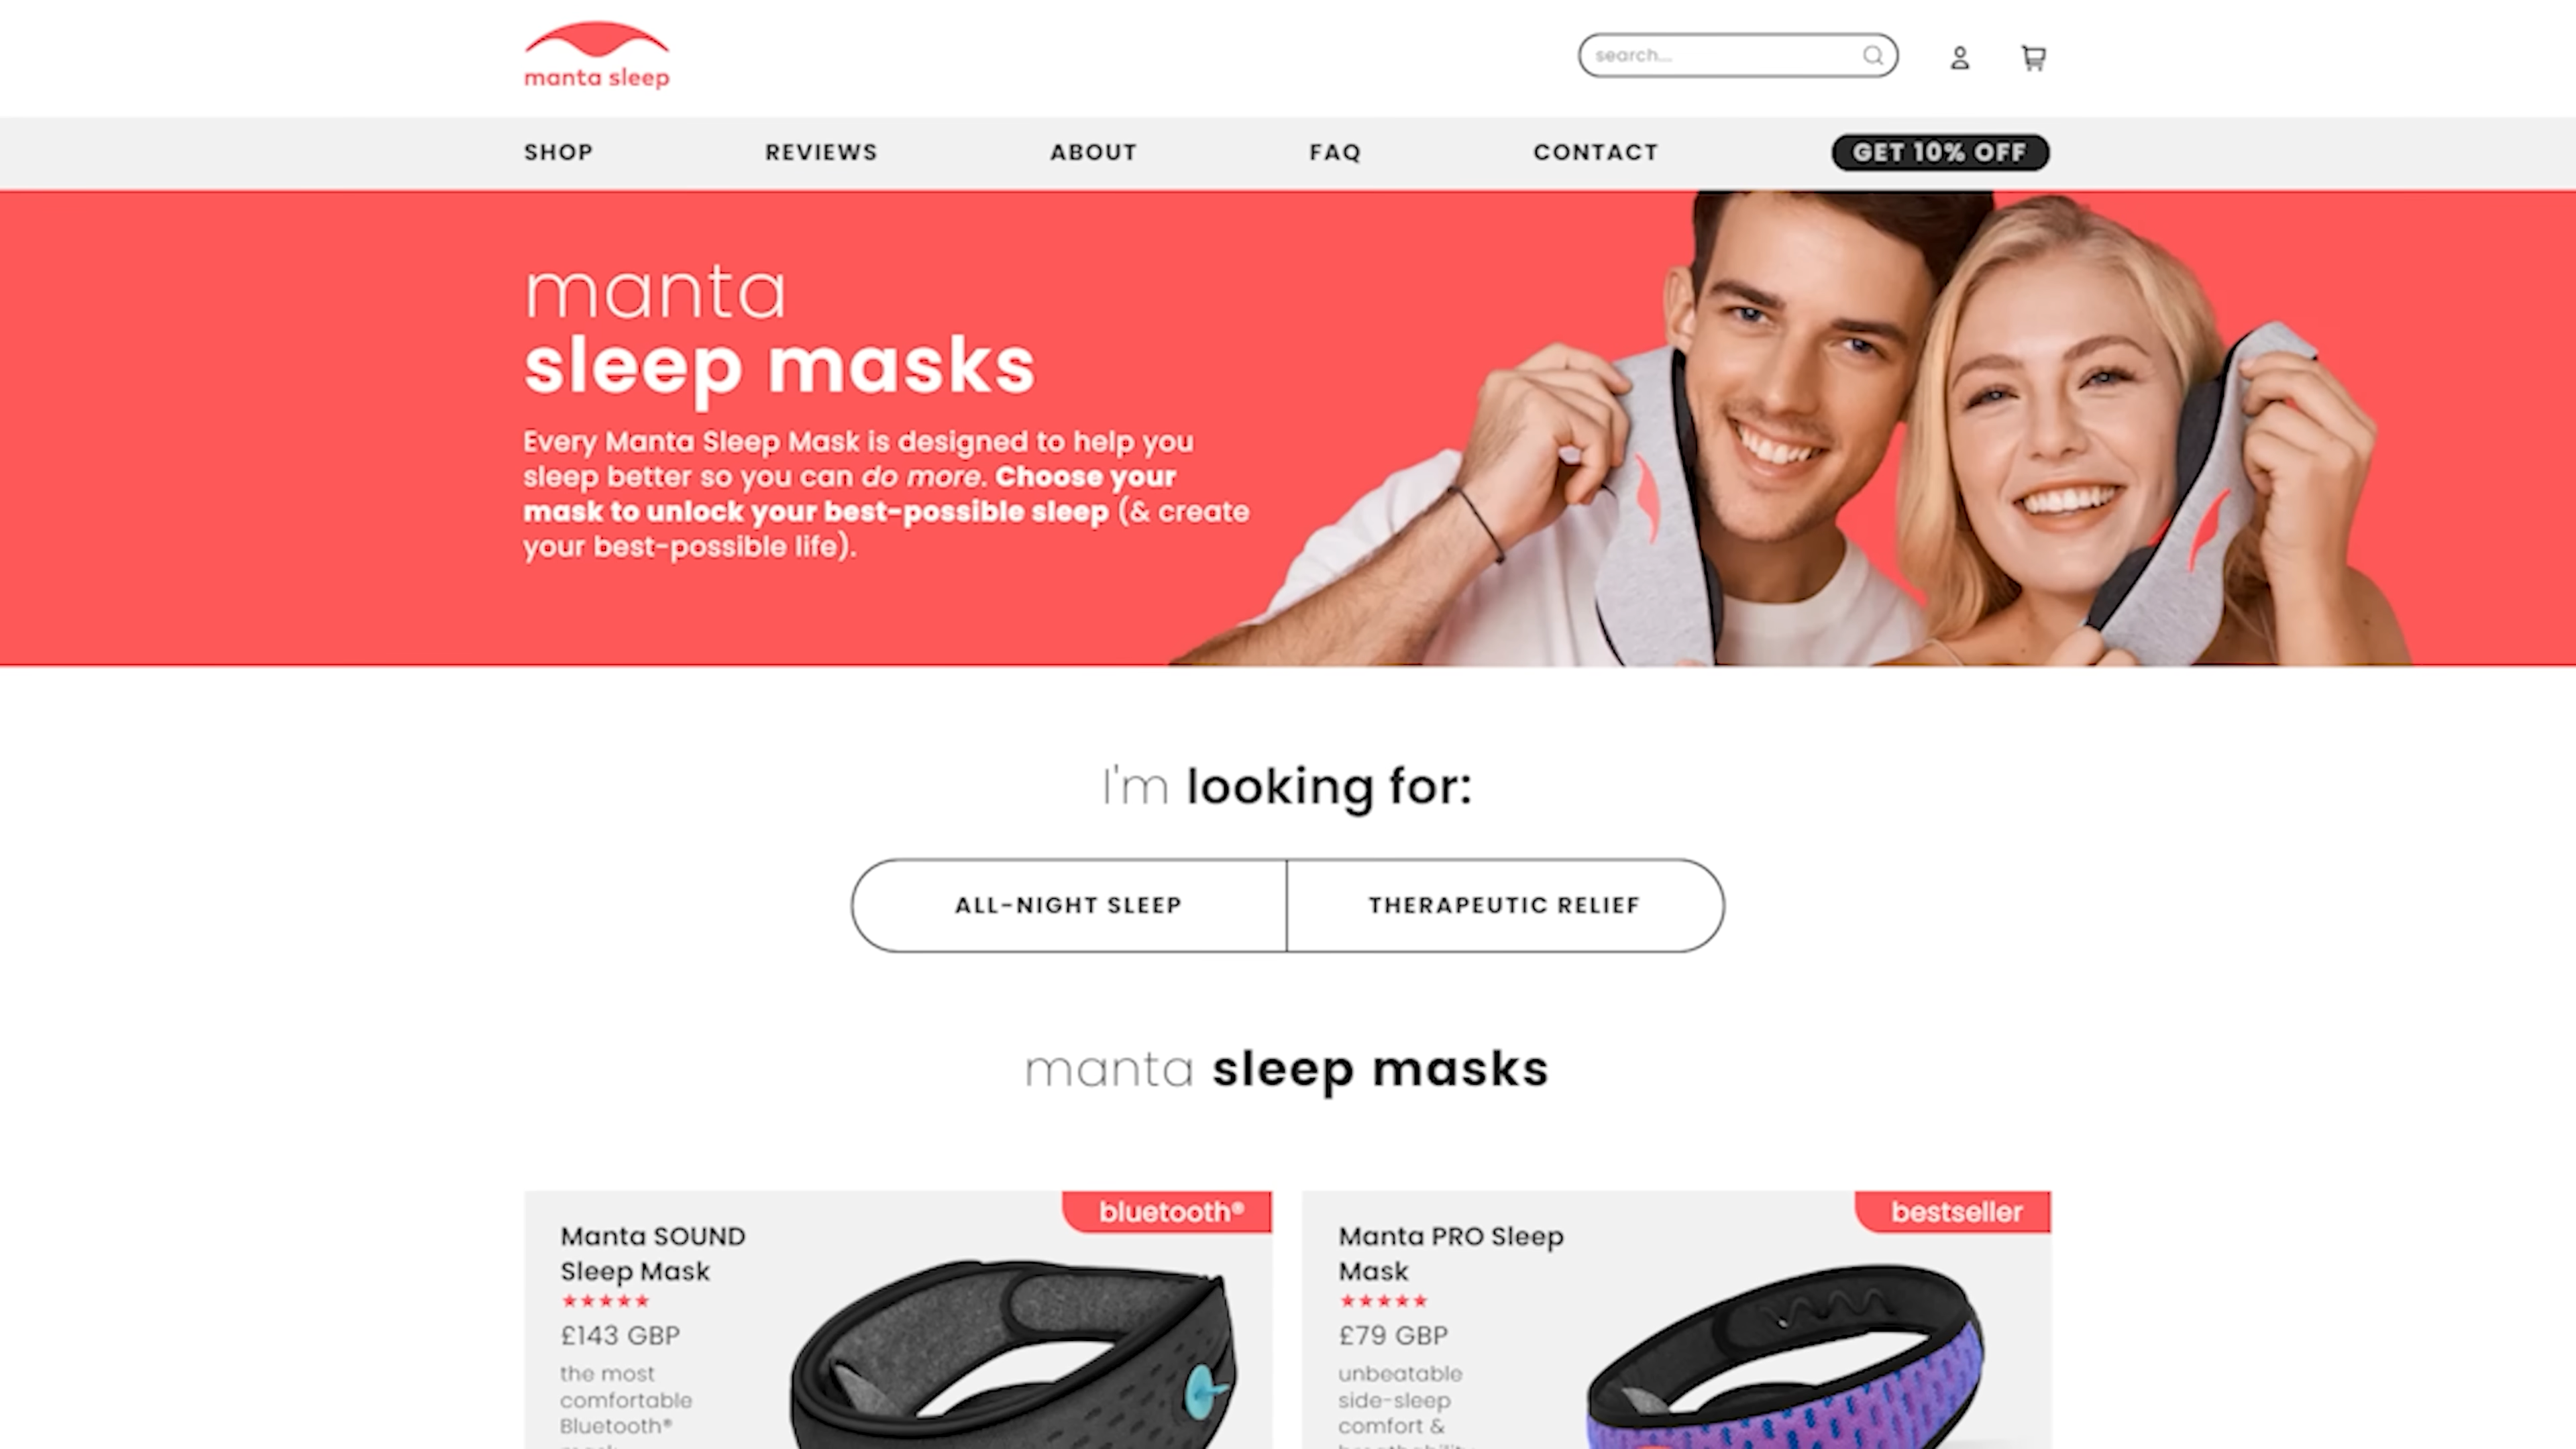 manta sleep
search...
SHOP
REVIEWS
ABOUT
FAQ
CONTACT
GET 10% OFF
manta
sleep masks
Every Manta Sleep Mask is designed to help you
sleep better so you can do more. Choose your
mask to unlock your best-possible sleep (& create
your best-possible life).
I'm looking for:
ALL-NIGHT SLEEP
THERAPEUTIC RELIEF
manta sleep masks
bluetooth®
Manta SOUND
Sleep Mask
£143 GBP
the most
comfortable
Bluetooth®
bestseller
Manta PRO Sleep
Mask
£79 GBP
unbeatable
side-sleep
comfort &